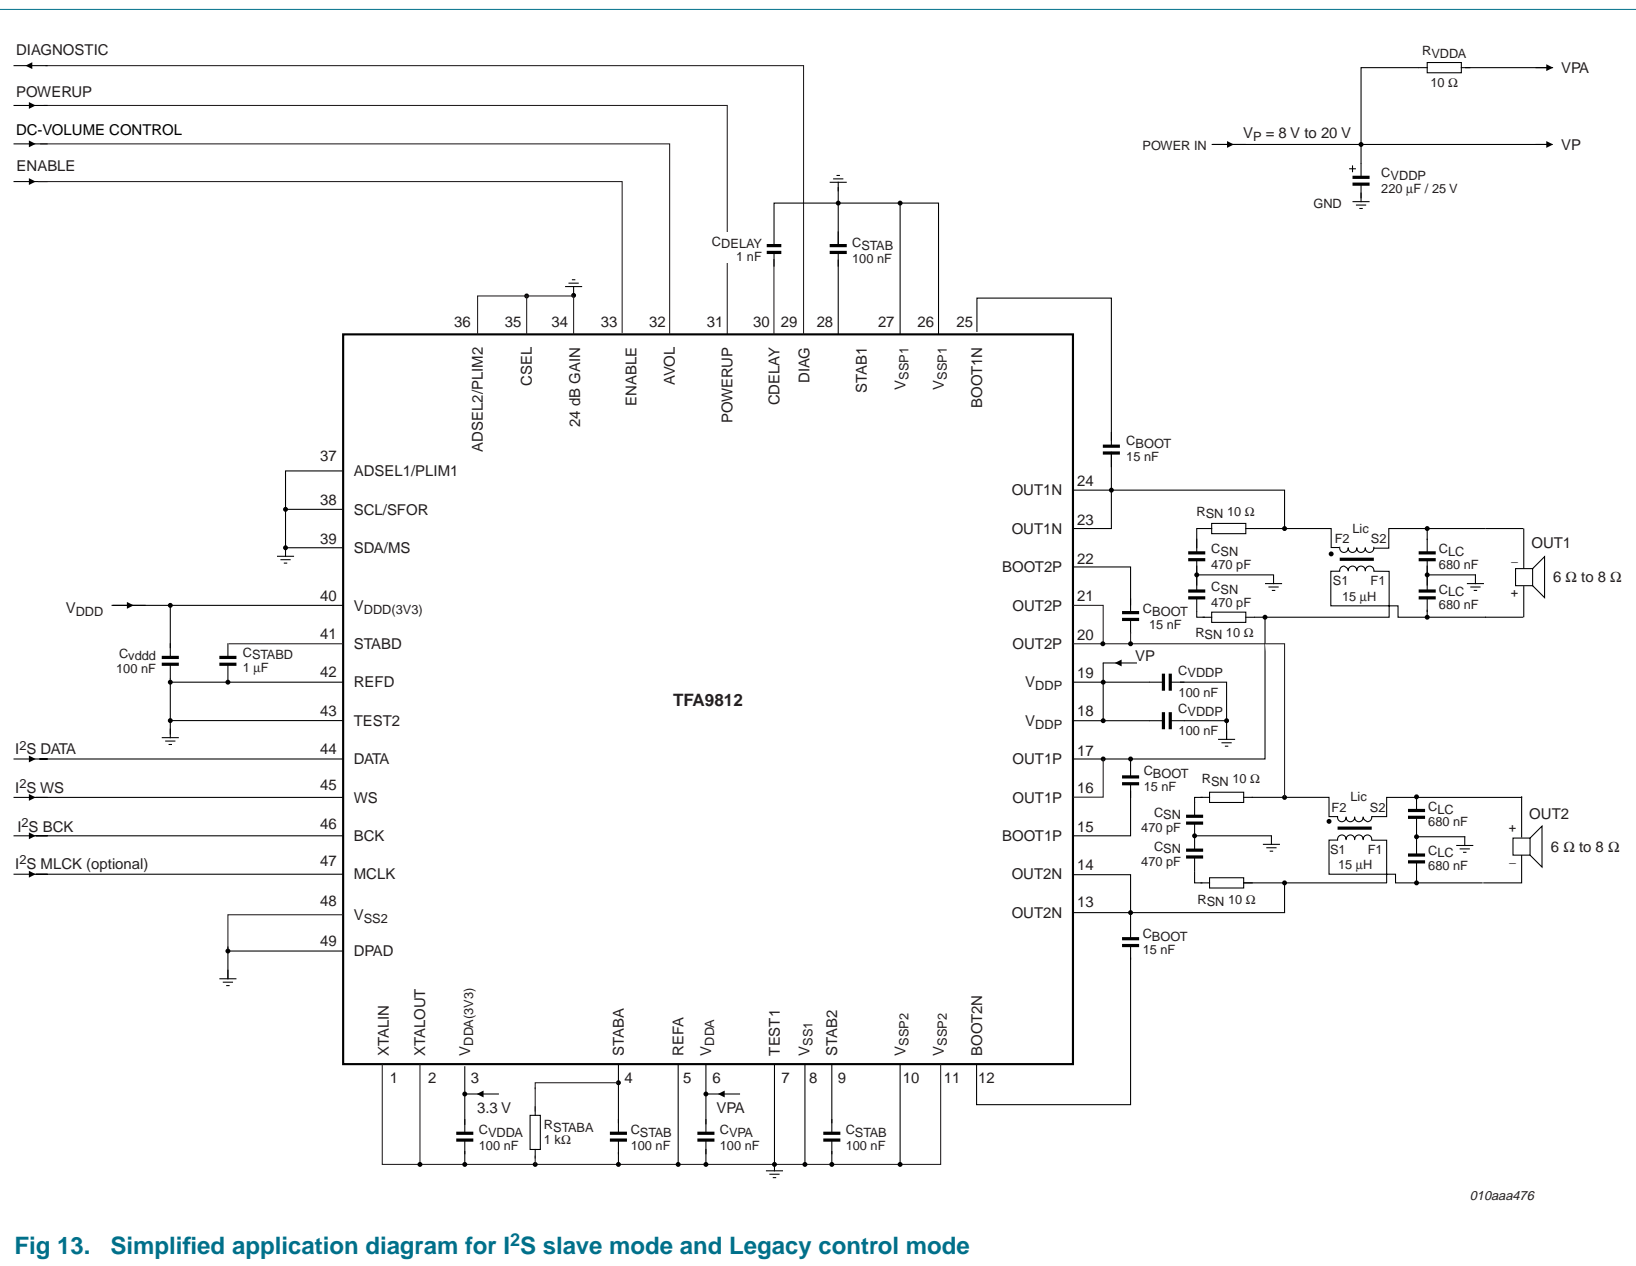 DIAGNOSTIC
POWERUP
DC-VOLUME CONTROL
ENABLE
RVDDA
10 Ω
VPA
POWER IN
VP = 8 V to 20 V
VP
+
CVDDP
220 μF / 25 V
GND
CDELAY
1 nF
CSTAB
100 nF
36
35
34
33
32
31
30
29
28
27
26
25
ADSEL2/PLIM2
CSEL
24 dB GAIN
ENABLE
AVOL
POWERUP
CDELAY
DIAG
STAB1
VSSP1
VSSP1
BOOT1N
37
ADSEL1/PLIM1
38
SCL/SFOR
39
SDA/MS
VDDD
40
VDDD(3V3)
41
STABD
Cvddd
100 nF
CSTABD
1 μF
42
REFD
43
TEST2
I2S DATA
44
DATA
I2S WS
45
WS
I2S BCK
46
BCK
I2S MLCK (optional)
47
MCLK
48
VSS2
49
DPAD
TFA9812
CBOOT
15 nF
OUT1N
24
OUT1N
23
BOOT2P
22
OUT2P
21
CBOOT
15 nF
OUT2P
20
VP
VDDP
19
CVDDP
100 nF
VDDP
18
CVDDP
100 nF
OUT1P
17
CBOOT
15 nF
OUT1P
16
BOOT1P
15
OUT2N
14
OUT2N
13
CBOOT
15 nF
RSN 10 Ω
CSN
470 pF
CSN
470 pF
RSN 10 Ω
Lic
F2 S2
S1 F1
15 μH
CLC
680 nF
CLC
680 nF
OUT1
−
+
6 Ω to 8 Ω
RSN 10 Ω
CSN
470 pF
CSN
470 pF
RSN 10 Ω
Lic
F2 S2
S1 F1
15 μH
CLC
680 nF
CLC
680 nF
OUT2
+
−
6 Ω to 8 Ω
XTALIN
XTALOUT
VDDA(3V3)
STABA
REFA
VDDA
TEST1
VSS1
STAB2
VSSP2
VSSP2
BOOT2N
1
2
3
4
5
6
7
8
9
10
11
12
3.3 V
VPA
CVDDA
100 nF
RSTABA
1 kΩ
CSTAB
100 nF
CVPA
100 nF
CSTAB
100 nF
010aaa476
Fig 13. Simplified application diagram for I2S slave mode and Legacy control mode